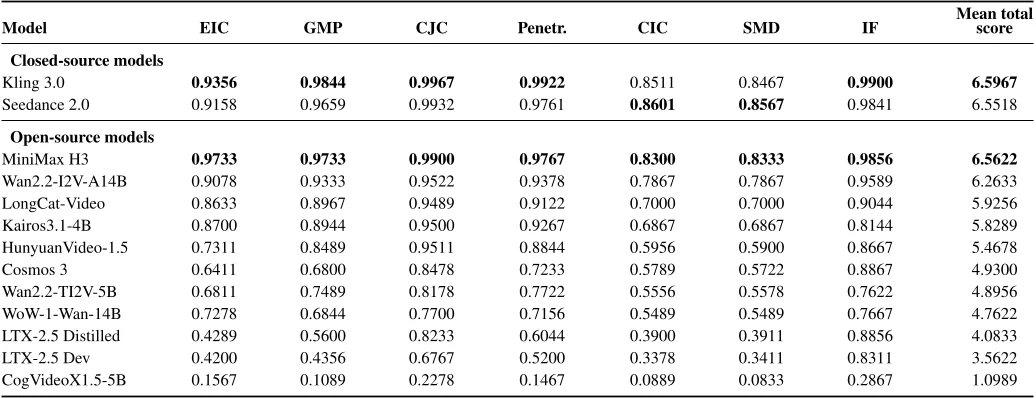 Model EIC GMP CJC Penetr. CIC SMD IF Mean total score
Closed-source models
Kling 3.0 0.9356 0.9844 0.9967 0.9922 0.8511 0.8467 0.9900 6.5967
Seedance 2.0 0.9158 0.9659 0.9932 0.9761 0.8601 0.8567 0.9841 6.5518
Open-source models
MiniMax H3 0.9733 0.9733 0.9900 0.9767 0.8300 0.8333 0.9856 6.5622
Wan2.2-I2V-A14B 0.9078 0.9333 0.9522 0.9378 0.7867 0.7867 0.9589 6.2633
LongCat-Video 0.8633 0.8967 0.9489 0.9122 0.7000 0.7000 0.9044 5.9256
Kairos3.1-4B 0.8700 0.8944 0.9500 0.9267 0.6867 0.6867 0.8144 5.8289
HunyuanVideo-1.5 0.7311 0.8489 0.9511 0.8844 0.5956 0.5900 0.8667 5.4678
Cosmos 3 0.6411 0.6800 0.8478 0.7233 0.5789 0.5722 0.8867 4.9300
Wan2.2-TI2V-5B 0.6811 0.7489 0.8178 0.7722 0.5556 0.5578 0.7622 4.8956
WoW-1-Wan-14B 0.7278 0.6844 0.7700 0.7156 0.5489 0.5489 0.7667 4.7622
LTX-2.5 Distilled 0.4289 0.5600 0.8233 0.6044 0.3900 0.3911 0.8856 4.0833
LTX-2.5 Dev 0.4200 0.4356 0.6767 0.5200 0.3378 0.3411 0.8311 3.5622
CogVideoX1.5-5B 0.1567 0.1089 0.2278 0.1467 0.0889 0.0833 0.2867 1.0989